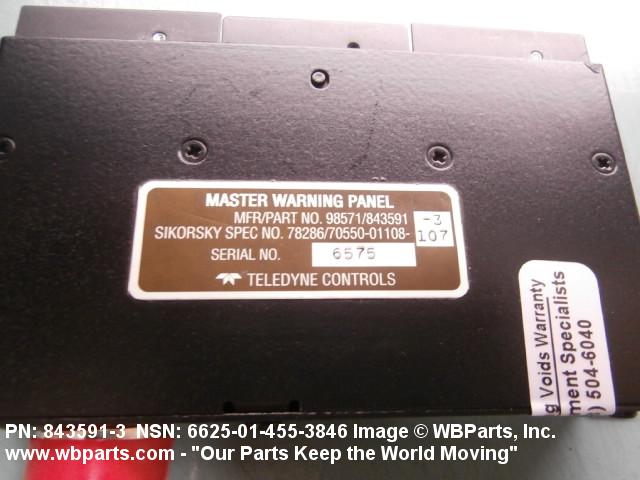 MASTER WARNING PANEL
MFR/PART NO. 98571/843591 -3
SIKORSKY SPEC NO. 78286/70550-01108- 107
SERIAL NO. 6575
TELEDYNE CONTROLS
g Voids Warranty
ment Specialists
) 504-6040
PN: 843591-3 NSN: 6625-01-455-3846 Image © WBParts, Inc.
www.wbparts.com - "Our Parts Keep the World Moving"